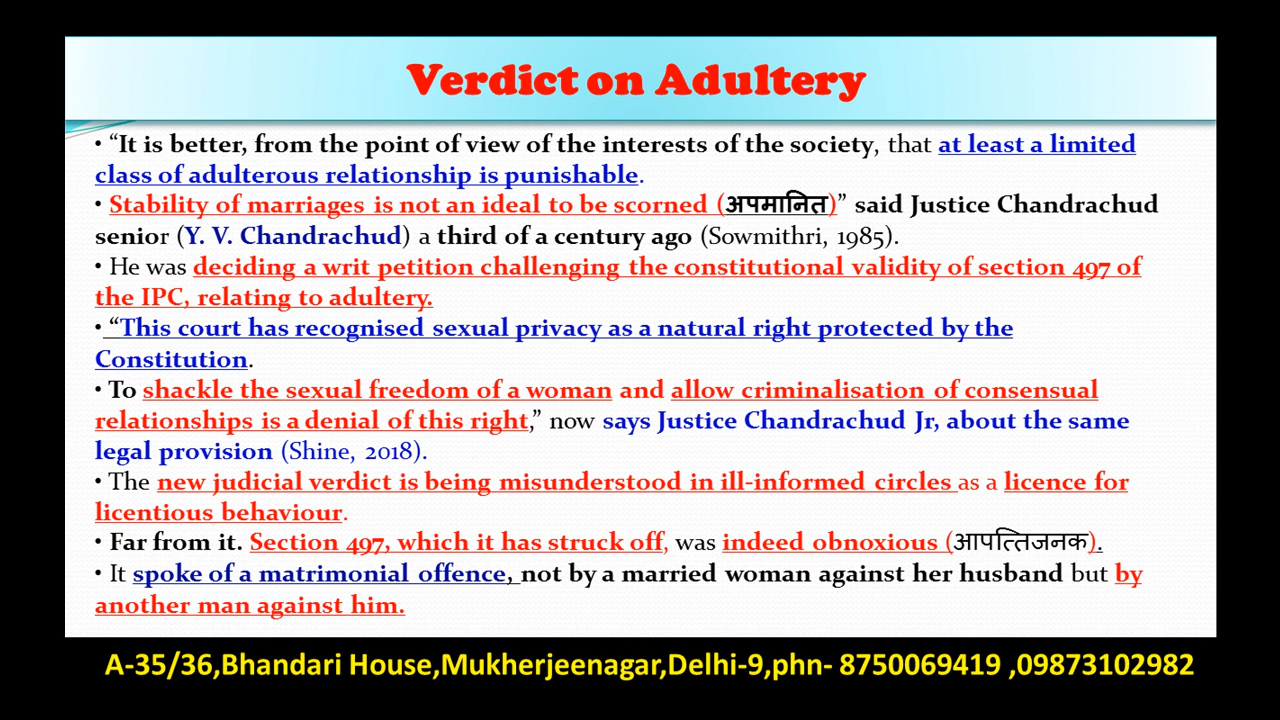 Verdict on Adultery
• “It is better, from the point of view of the interests of the society, that at least a limited
class of adulterous relationship is punishable.
• Stability of marriages is not an ideal to be scorned (अपमानित)” said Justice Chandrachud
senior (Y. V. Chandrachud) a third of a century ago (Sowmithri, 1985).
• He was deciding a writ petition challenging the constitutional validity of section 497 of
the IPC, relating to adultery.
• “This court has recognised sexual privacy as a natural right protected by the
Constitution.
• To shackle the sexual freedom of a woman and allow criminalisation of consensual
relationships is a denial of this right,” now says Justice Chandrachud Jr, about the same
legal provision (Shine, 2018).
• The new judicial verdict is being misunderstood in ill-informed circles as a licence for
licentious behaviour.
• Far from it. Section 497, which it has struck off, was indeed obnoxious (आपत्तिजनक).
• It spoke of a matrimonial offence, not by a married woman against her husband but by
another man against him.
A-35/36,Bhandari House,Mukherjeenagar,Delhi-9,phn- 8750069419 ,09873102982